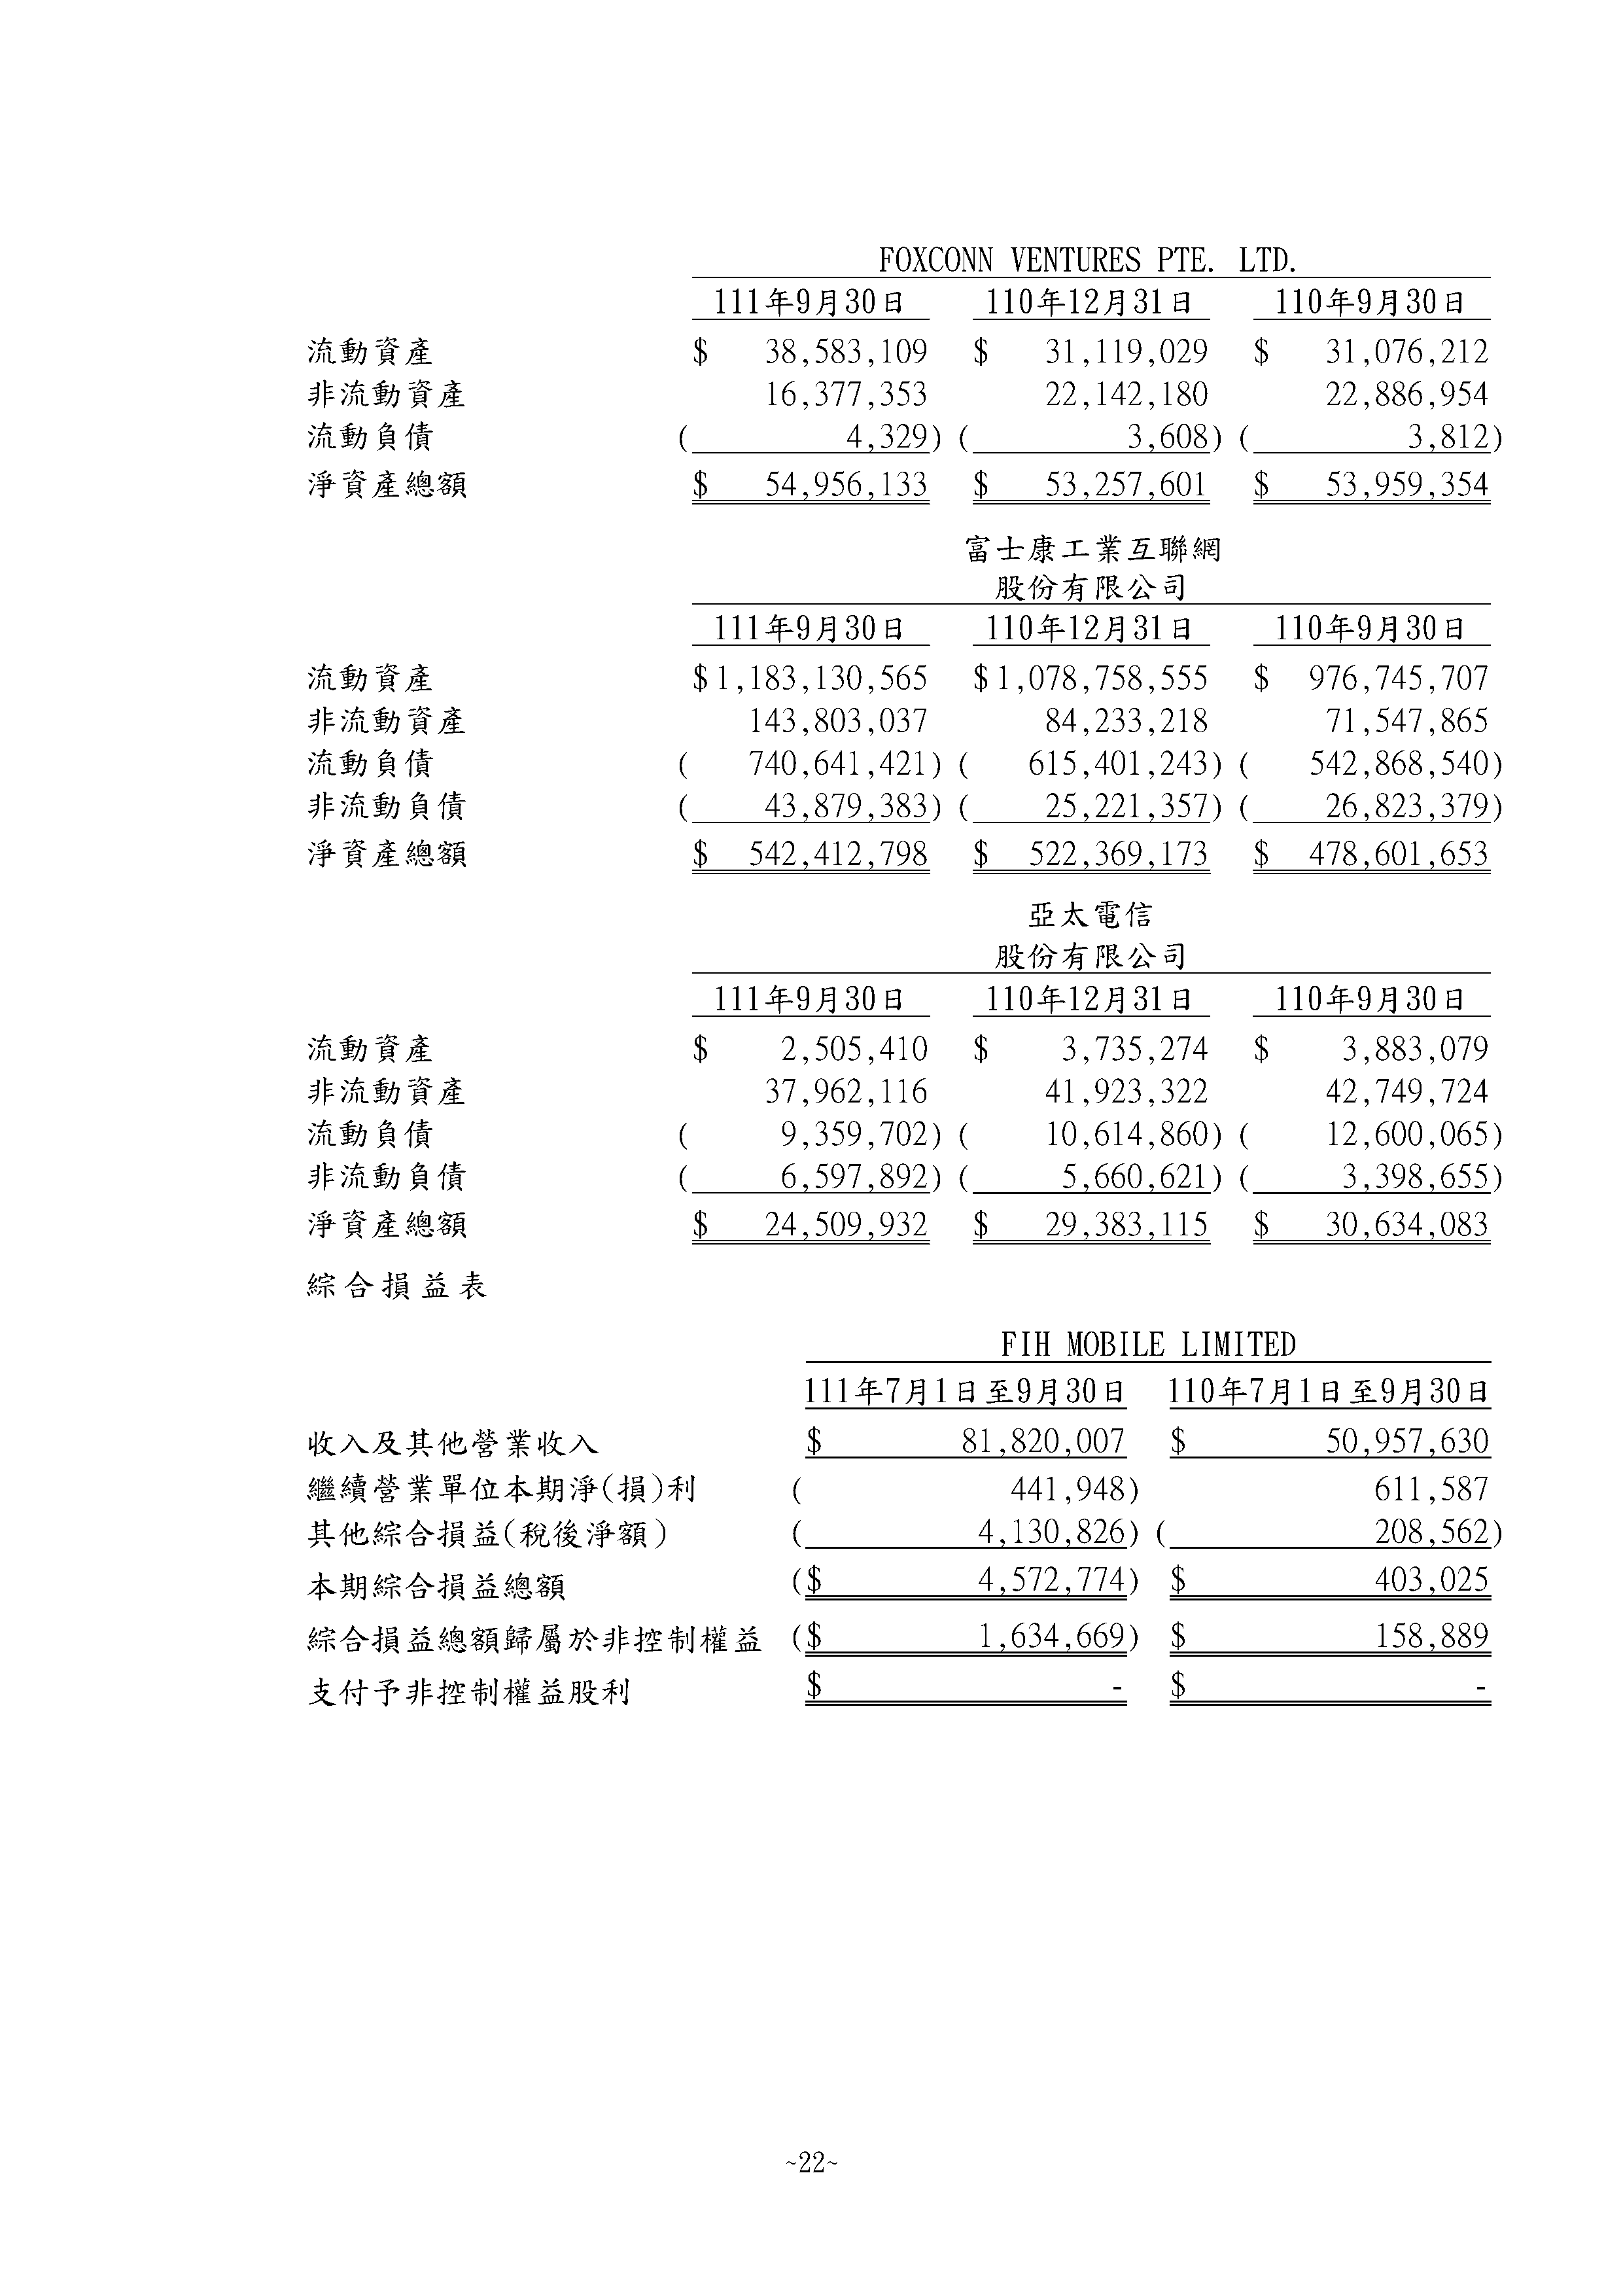 FOXCONN VENTURES PTE. LTD.
111年9月30日 110年12月31日 110年9月30日
流動資產 $ 38,583,109 $ 31,119,029 $ 31,076,212
非流動資產 16,377,353 22,142,180 22,886,954
流動負債 ( 4,329) ( 3,608) ( 3,812)
淨資產總額 $ 54,956,133 $ 53,257,601 $ 53,959,354
富士康工業互聯網
股份有限公司
111年9月30日 110年12月31日 110年9月30日
流動資產 $1,183,130,565 $1,078,758,555 $ 976,745,707
非流動資產 143,803,037 84,233,218 71,547,865
流動負債 ( 740,641,421) ( 615,401,243) ( 542,868,540)
非流動負債 ( 43,879,383) ( 25,221,357) ( 26,823,379)
淨資產總額 $ 542,412,798 $ 522,369,173 $ 478,601,653
亞太電信
股份有限公司
111年9月30日 110年12月31日 110年9月30日
流動資產 $ 2,505,410 $ 3,735,274 $ 3,883,079
非流動資產 37,962,116 41,923,322 42,749,724
流動負債 ( 9,359,702) ( 10,614,860) ( 12,600,065)
非流動負債 ( 6,597,892) ( 5,660,621) ( 3,398,655)
淨資產總額 $ 24,509,932 $ 29,383,115 $ 30,634,083
綜合損益表
FIH MOBILE LIMITED
111年7月1日至9月30日 110年7月1日至9月30日
收入及其他營業收入 $ 81,820,007 $ 50,957,630
繼續營業單位本期淨(損)利 ( 441,948) 611,587
其他綜合損益(稅後淨額) ( 4,130,826) ( 208,562)
本期綜合損益總額 ($ 4,572,774) $ 403,025
綜合損益總額歸屬於非控制權益 ($ 1,634,669) $ 158,889
支付予非控制權益股利 $ - $ -
~22~